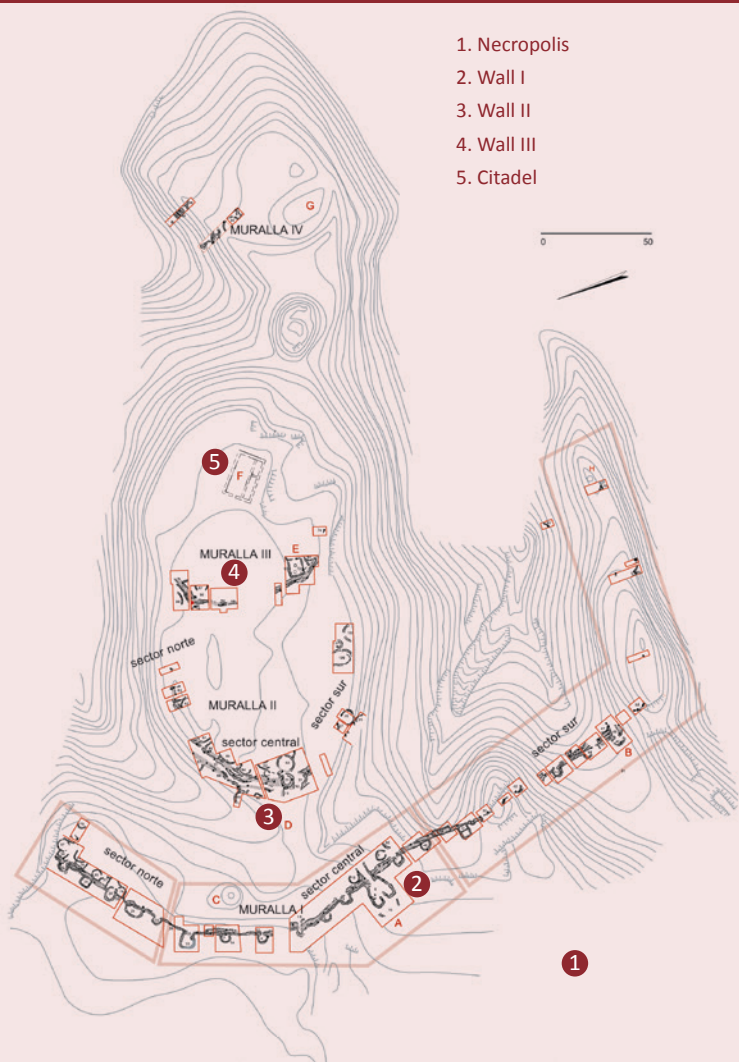 1. Necropolis
2. Wall I
3. Wall II
4. Wall III
5. Citadel
G
MURALLA IV
0 50
5
F
H
MURALLA III
E
4
sector norte
sector sur
MURALLA II
sector central
sector sur
B
3
D
sector norte
sector central
2
C
MURALLA I
A
1